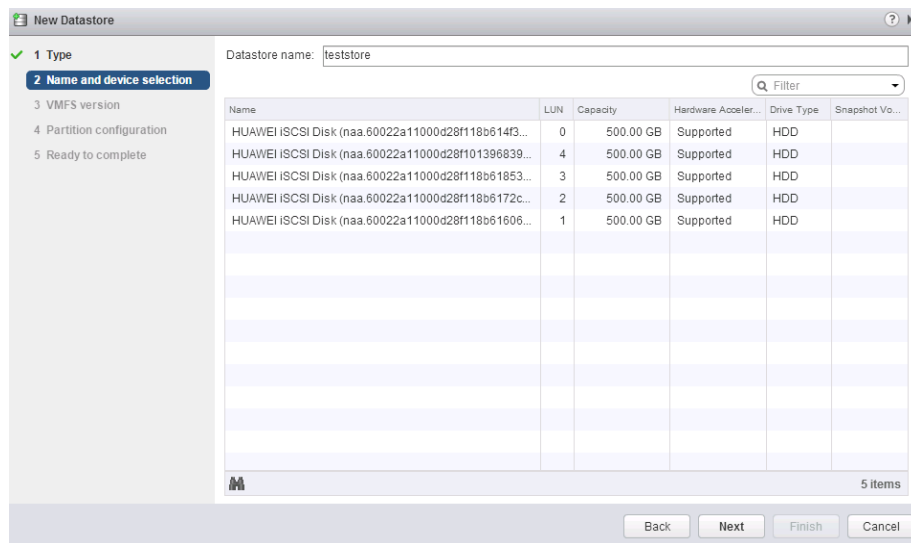 New Datastore
1 Type
2 Name and device selection
3 VMFS version
4 Partition configuration
5 Ready to complete
Datastore name: teststore
Filter
Name LUN Capacity Hardware Acceler... Drive Type Snapshot Vo...
HUAWEI iSCSI Disk (naa.60022a11000d28f118b614f3... 0 500.00 GB Supported HDD
HUAWEI iSCSI Disk (naa.60022a11000d28f101396839... 4 500.00 GB Supported HDD
HUAWEI iSCSI Disk (naa.60022a11000d28f118b61853... 3 500.00 GB Supported HDD
HUAWEI iSCSI Disk (naa.60022a11000d28f118b6172c... 2 500.00 GB Supported HDD
HUAWEI iSCSI Disk (naa.60022a11000d28f118b61606... 1 500.00 GB Supported HDD
5 items
Back Next Finish Cancel